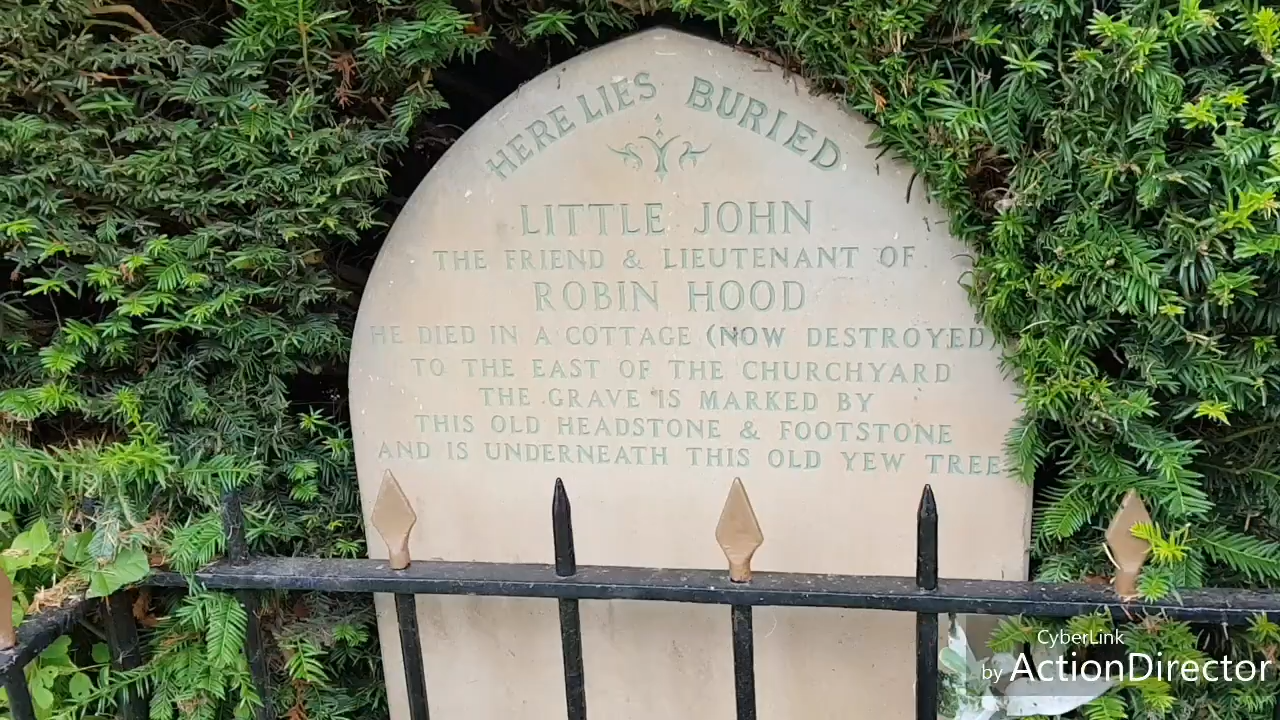 HERE LIES BURIED
LITTLE JOHN
THE FRIEND & LIEUTENANT OF
ROBIN HOOD
HE DIED IN A COTTAGE (NOW DESTROYED)
TO THE EAST OF THE CHURCHYARD
THE GRAVE IS MARKED BY
THIS OLD HEADSTONE & FOOTSTONE
AND IS UNDERNEATH THIS OLD YEW TREE
CyberLink
by ActionDirector